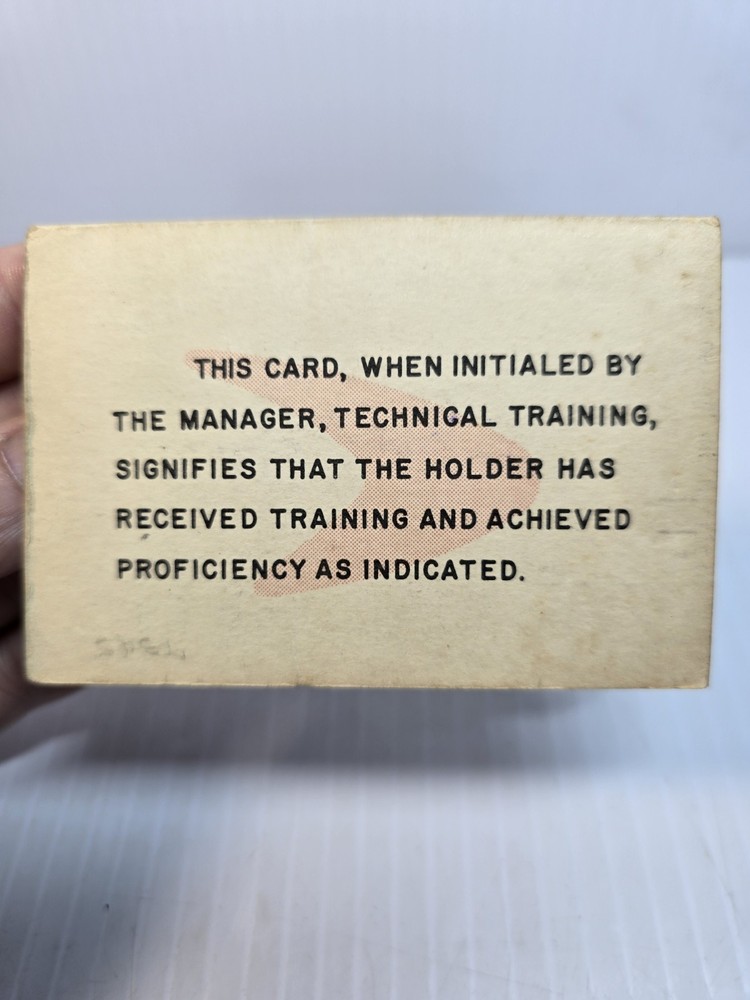 THIS CARD, WHEN INITIALED BY
THE MANAGER, TECHNICAL TRAINING,
SIGNIFIES THAT THE HOLDER HAS
RECEIVED TRAINING AND ACHIEVED
PROFICIENCY AS INDICATED.